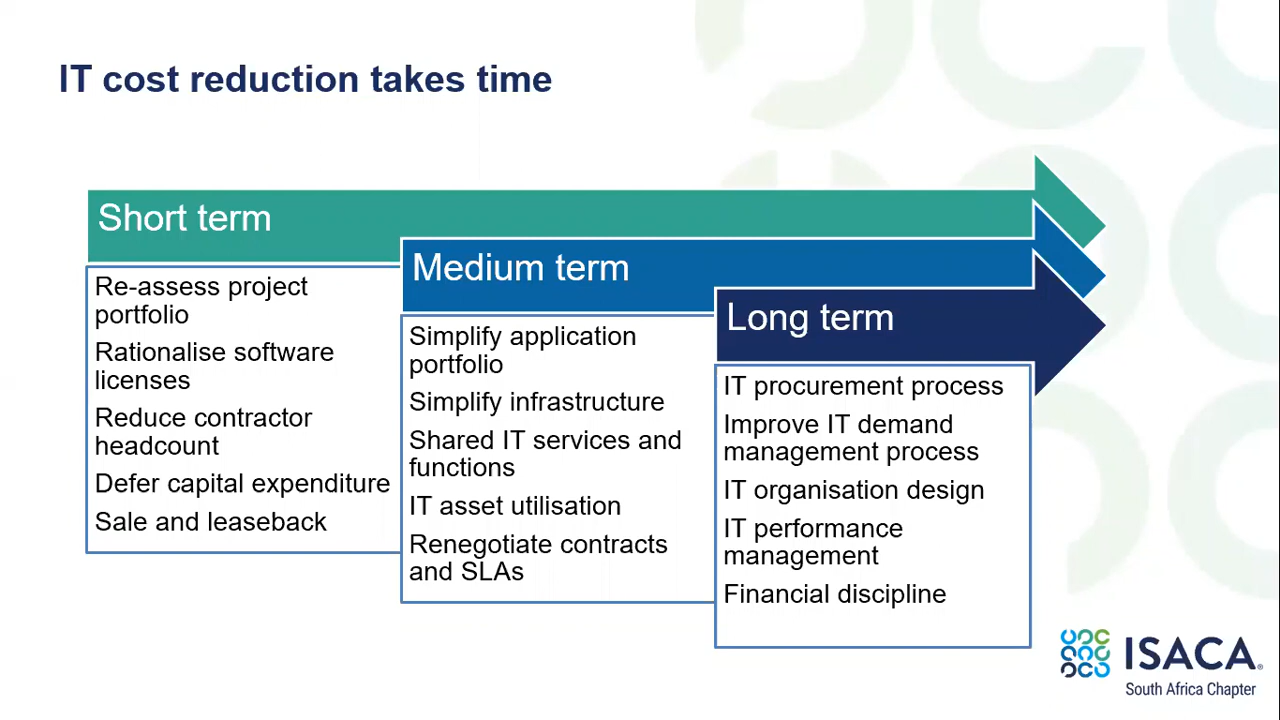 IT cost reduction takes time
Short term
Re-assess project
portfolio
Rationalise software
licenses
Reduce contractor
headcount
Defer capital expenditure
Sale and leaseback
Medium term
Simplify application
portfolio
Simplify infrastructure
Shared IT services and
functions
IT asset utilisation
Renegotiate contracts
and SLAs
Long term
IT procurement process
Improve IT demand
management process
IT organisation design
IT performance
management
Financial discipline
ISACA®
South Africa Chapter